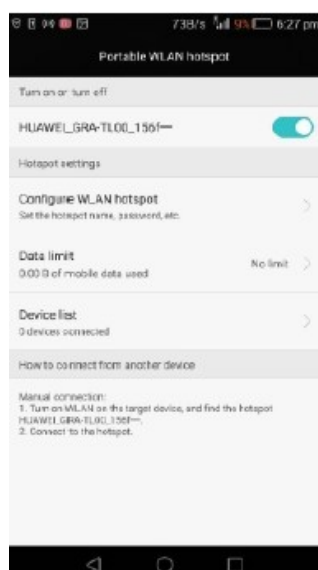 73B/s 9% 6:27 pm
Portable WLAN hotspot
Turn on or turn off
HUAWEI_GRA-TL00_156f—
Hotspot settings
Configure WLAN hotspot
Set the hotspot name, password, etc.
Data limit
0.00 B of mobile data used
No limit
Device list
0 devices connected
How to connect from another device
Manual connection:
1. Turn on WLAN on the target device, and find the hotspot
HUAWEI_GRA-TL00_156f—.
2. Connect to the hotspot.